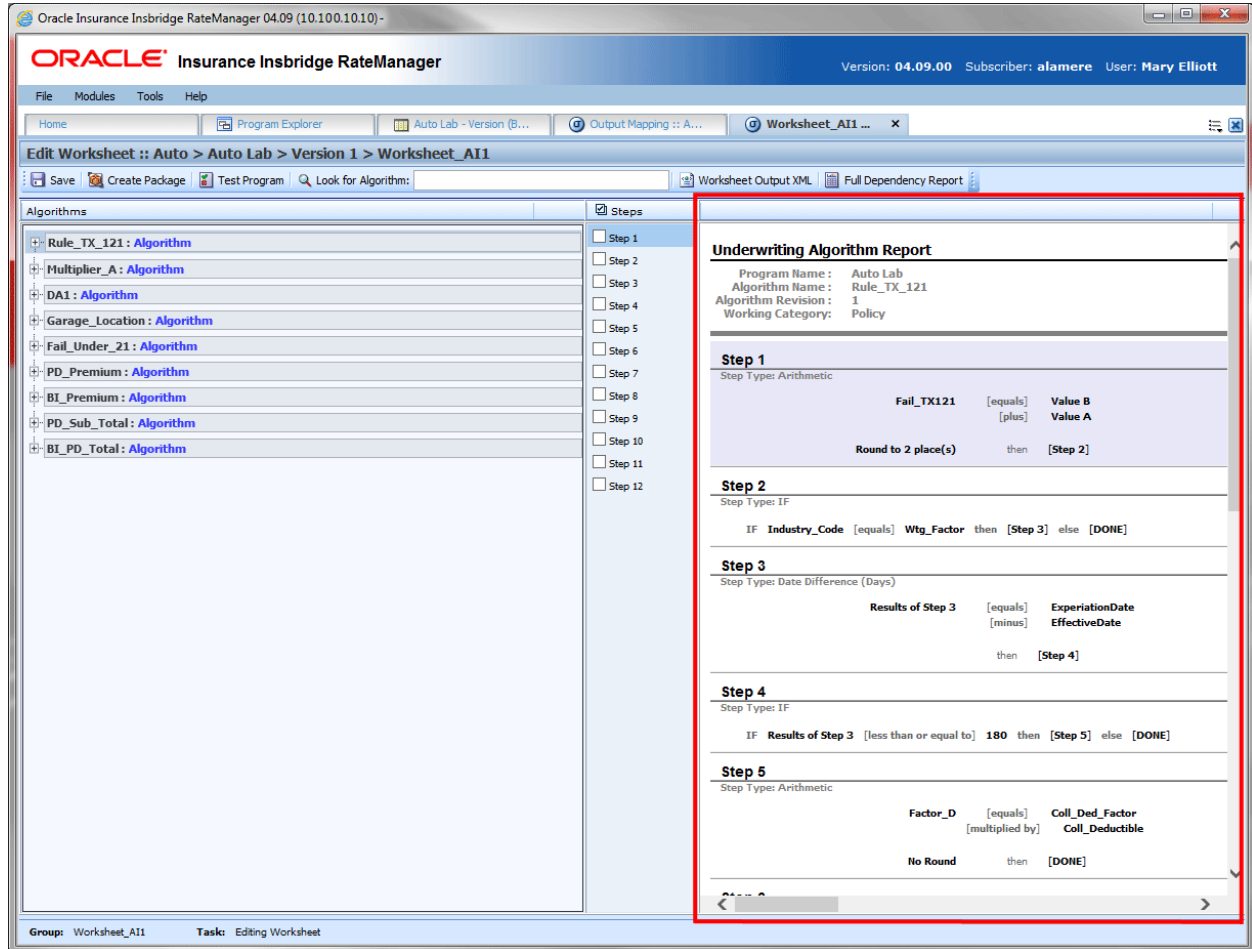 Oracle Insurance Insbridge RateManager 04.09 (10.100.10.10) -
ORACLE Insurance Insbridge RateManager
Version: 04.09.00 Subscriber: alamere User: Mary Elliott
File Modules Tools Help
Home Program Explorer Auto Lab - Version (B... Output Mapping :: A... Worksheet_AI1 ... x
Edit Worksheet :: Auto > Auto Lab > Version 1 > Worksheet_AI1
Save Create Package Test Program Look for Algorithm: Worksheet Output XML Full Dependency Report
Algorithms
Rule_TX_121 : Algorithm
Multiplier_A : Algorithm
DA1 : Algorithm
Garage_Location : Algorithm
Fail_Under_21 : Algorithm
PD_Premium : Algorithm
BI_Premium : Algorithm
PD_Sub_Total : Algorithm
BI_PD_Total : Algorithm
Steps
Step 1
Step 2
Step 3
Step 4
Step 5
Step 6
Step 7
Step 8
Step 9
Step 10
Step 11
Step 12
Underwriting Algorithm Report
Program Name : Auto Lab
Algorithm Name : Rule_TX_121
Algorithm Revision : 1
Working Category: Policy
Step 1
Step Type: Arithmetic
Fail_TX121 [equals] Value B
[plus] Value A
Round to 2 place(s) then [Step 2]
Step 2
Step Type: IF
IF Industry_Code [equals] Wtg_Factor then [Step 3] else [DONE]
Step 3
Step Type: Date Difference (Days)
Results of Step 3 [equals] ExperiationDate
[minus] EffectiveDate
then [Step 4]
Step 4
Step Type: IF
IF Results of Step 3 [less than or equal to] 180 then [Step 5] else [DONE]
Step 5
Step Type: Arithmetic
Factor_D [equals] Coll_Ded_Factor
[multiplied by] Coll_Deductible
No Round then [DONE]
Group: Worksheet_AI1 Task: Editing Worksheet